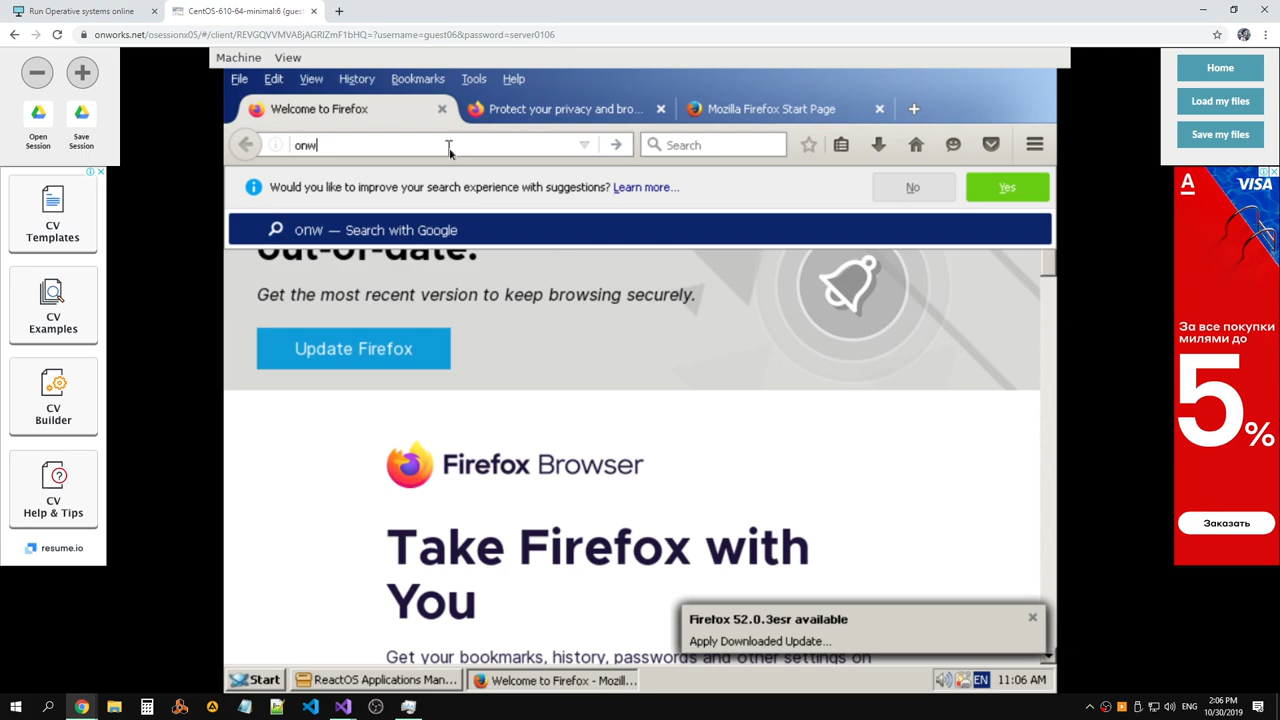 Run Operative systems online
CentOS-610-64-minimal:6 (gues
onworks.net/osessionx05/#/client/REVGQVVMVABjAGRIZmF1bHQ=?username=guest06&password=server0106
Machine View
Open
Session
Save
Session
Home
Load my files
Save my files
File Edit View History Bookmarks Tools Help
Welcome to Firefox
Protect your privacy and bro...
Mozilla Firefox Start Page
onw
Search
Would you like to improve your search experience with suggestions? Learn more...
No
Yes
onw — Search with Google
out-of-date.
Get the most recent version to keep browsing securely.
Update Firefox
Firefox Browser
Take Firefox with
You
Get your bookmarks, history, passwords and other settings on
Firefox 52.0.3esr available
Apply Downloaded Update...
Start
ReactOS Applications Man...
Welcome to Firefox - Mozill...
EN
11:06 AM
CV
Templates
CV
Examples
CV
Builder
CV
Help & Tips
resume.io
А
VISA
За все покупки
милями до
5%
Заказать
ENG
2:06 PM
10/30/2019